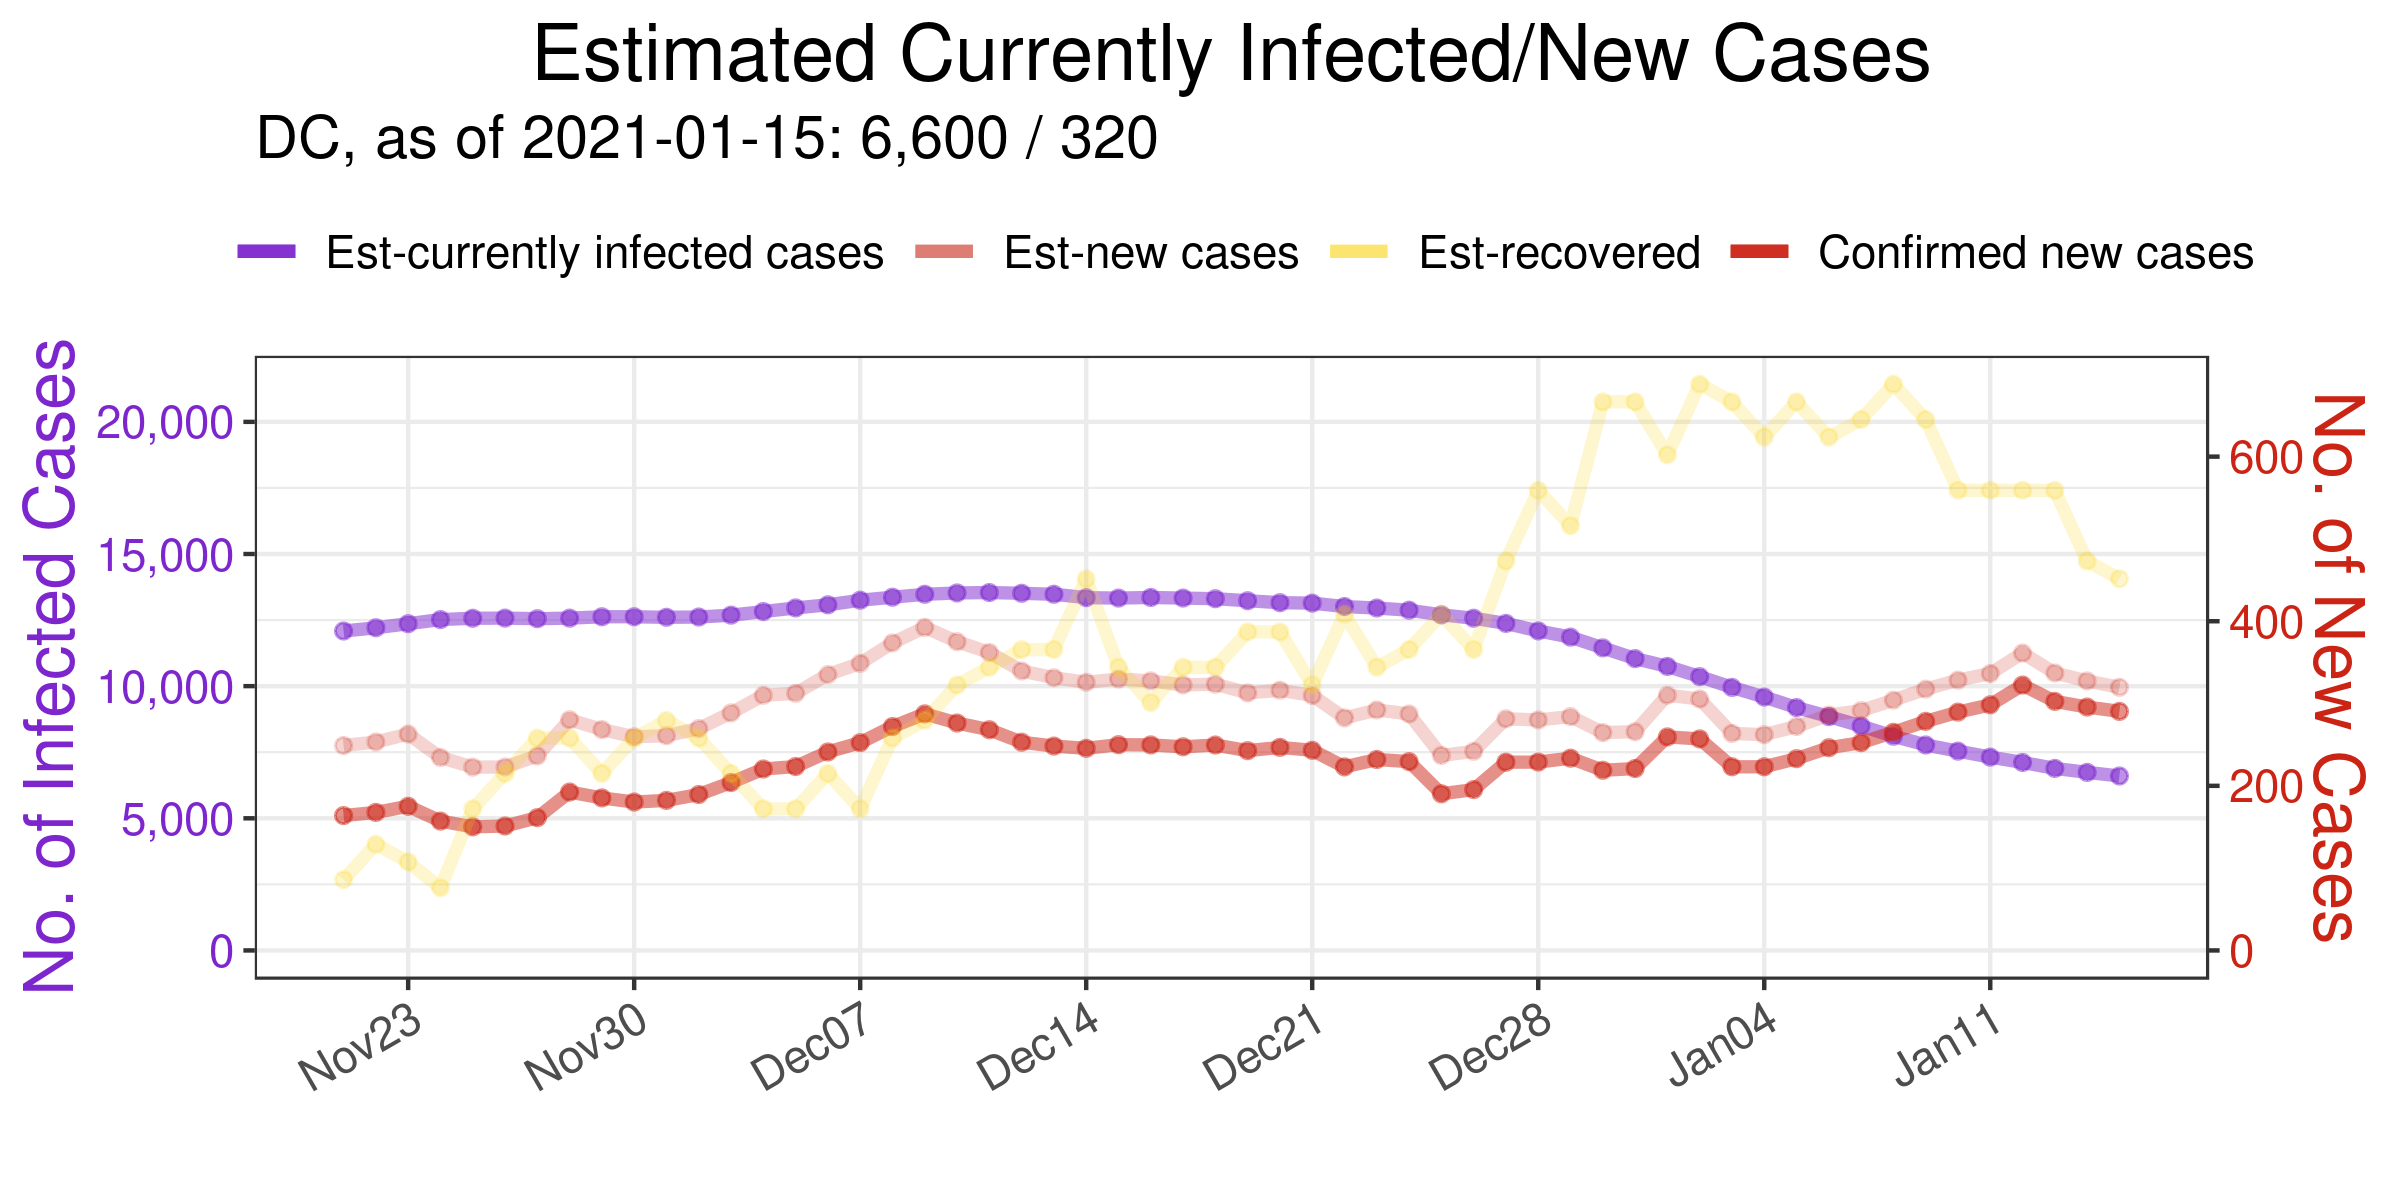 Estimated Currently Infected/New Cases
DC, as of 2021-01-15: 6,600 / 320
Est-currently infected cases Est-new cases Est-recovered Confirmed new cases
No. of Infected Cases
20,000
15,000
10,000
5,000
0
600
400
200
0
No. of New Cases
Nov23 Nov30 Dec07 Dec14 Dec21 Dec28 Jan04 Jan11